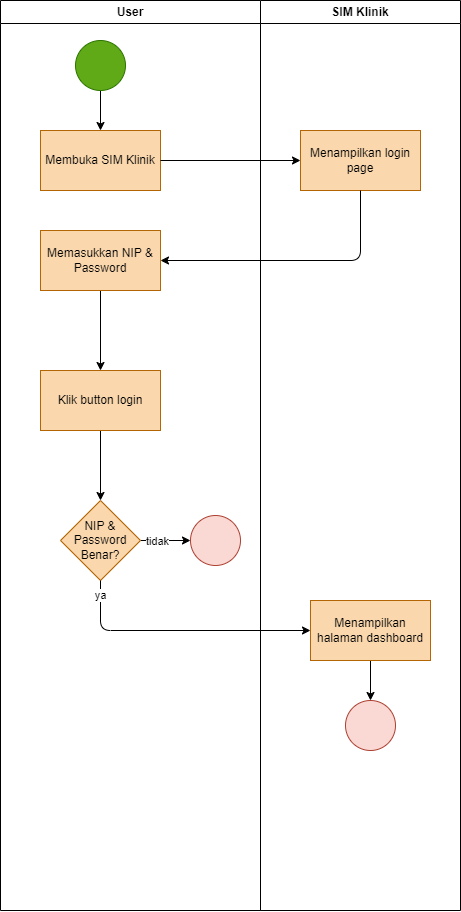 User
SIM Klinik
Membuka SIM Klinik
Menampilkan login
page
Memasukkan NIP &
Password
Klik button login
NIP &
Password
Benar?
tidak
ya
Menampilkan
halaman dashboard